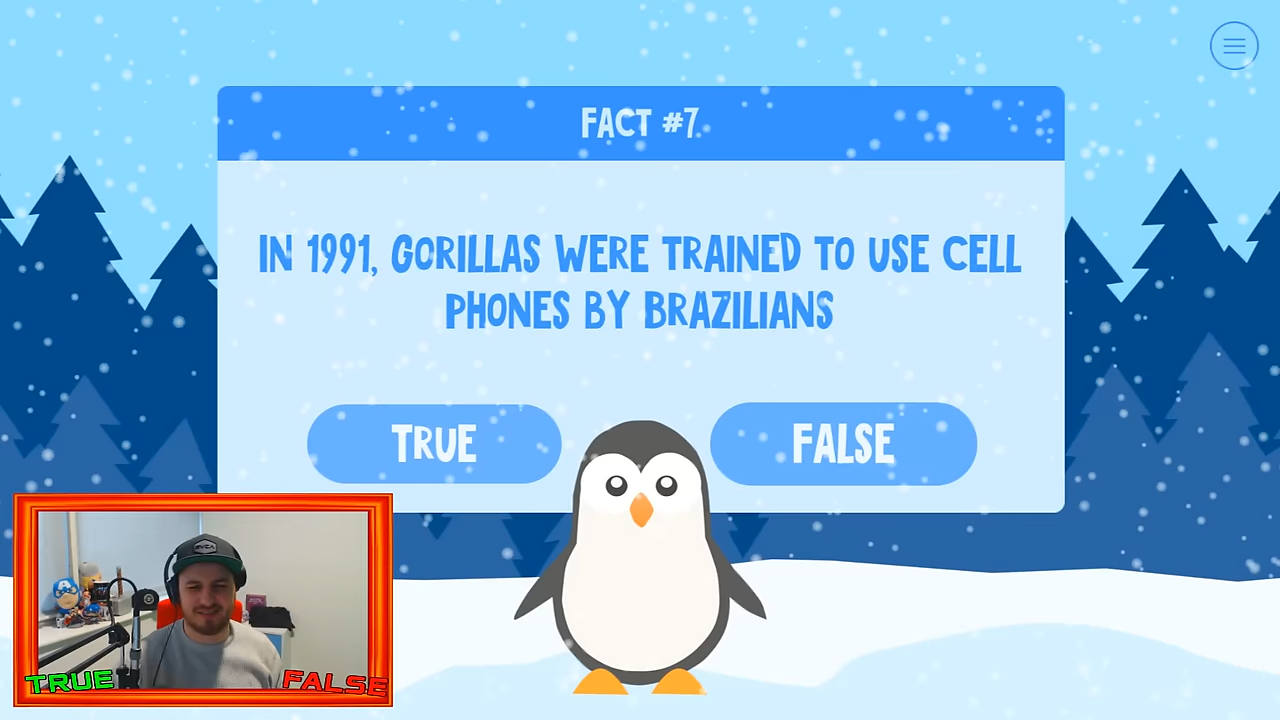 FACT #7
IN 1991, GORILLAS WERE TRAINED TO USE CELL
PHONES BY BRAZILIANS
TRUE
FALSE
TRUE
FALSE